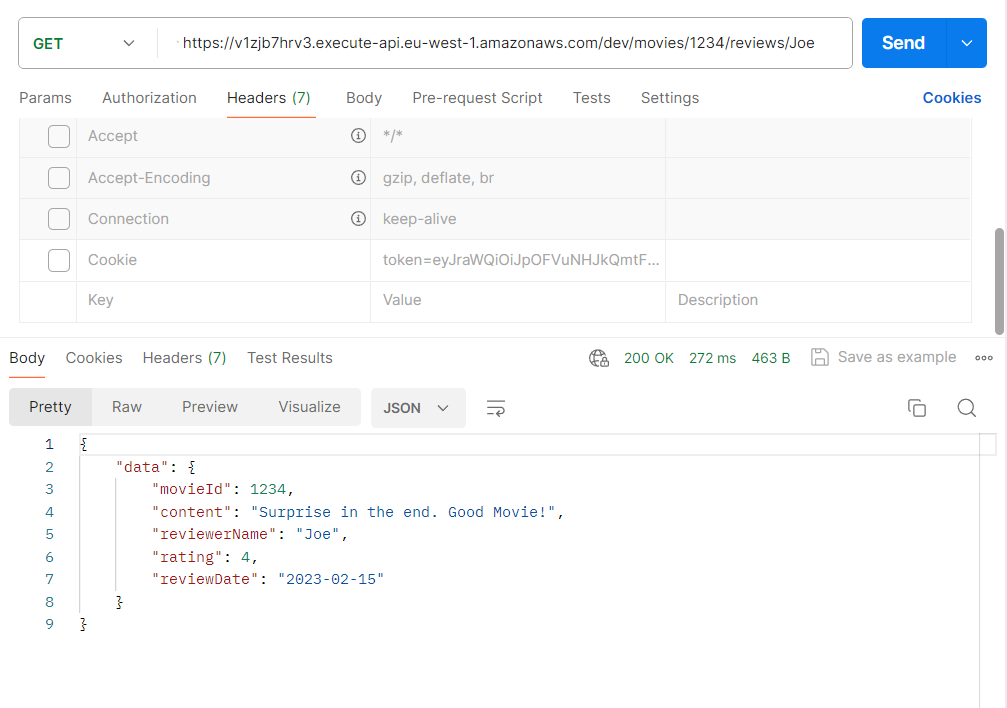 GET https://v1zjb7hrv3.execute-api.eu-west-1.amazonaws.com/dev/movies/1234/reviews/Joe Send
Params Authorization Headers (7) Body Pre-request Script Tests Settings Cookies
Accept */*
Accept-Encoding gzip, deflate, br
Connection keep-alive
Cookie token=eyJraWQiOiJpOFVuNHJkQmtF...
Key Value Description
Body Cookies Headers (7) Test Results 200 OK 272 ms 463 B Save as example
Pretty Raw Preview Visualize JSON
1 {
2 "data": {
3 "movieId": 1234,
4 "content": "Surprise in the end. Good Movie!",
5 "reviewerName": "Joe",
6 "rating": 4,
7 "reviewDate": "2023-02-15"
8 }
9 }